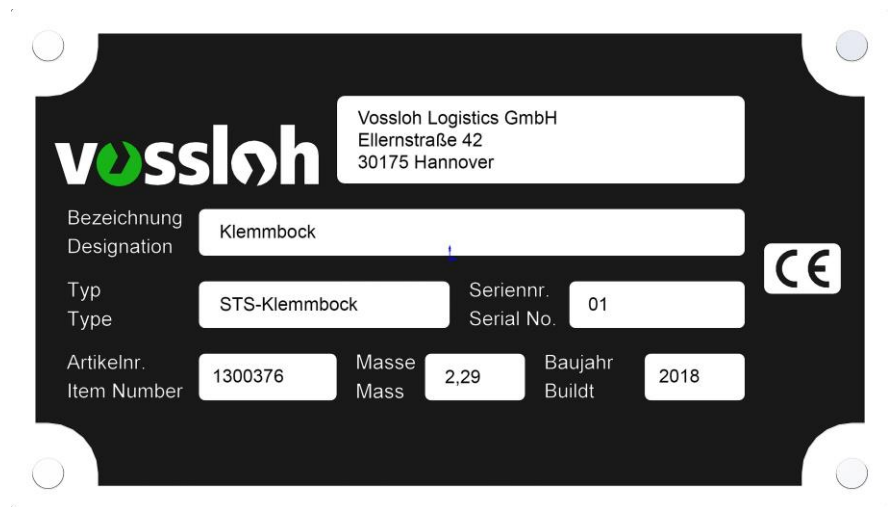 vossloh
Vossloh Logistics GmbH
Ellernstraße 42
30175 Hannover
Bezeichnung
Designation
Klemmbock
Typ
Type
STS-Klemmbock
Seriennr.
Serial No.
01
Artikelnr.
Item Number
1300376
Masse
Mass
2,29
Baujahr
Buildt
2018
CE